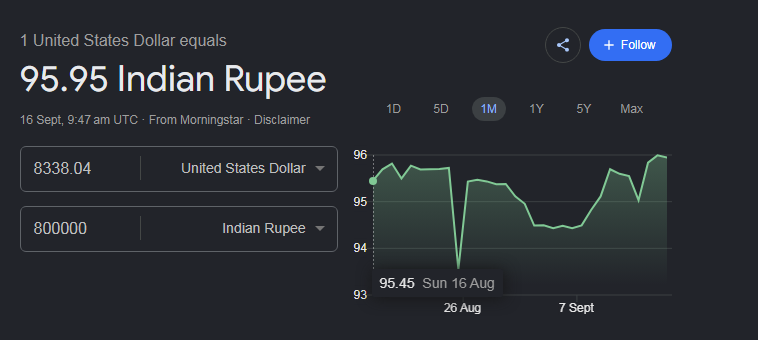 1 United States Dollar equals
95.95 Indian Rupee
16 Sept, 9:47 am UTC · From Morningstar · Disclaimer
8338.04 United States Dollar
800000 Indian Rupee
+ Follow
1D 5D 1M 1Y 5Y Max
96
95
94
93
95.45 Sun 16 Aug
26 Aug 7 Sept